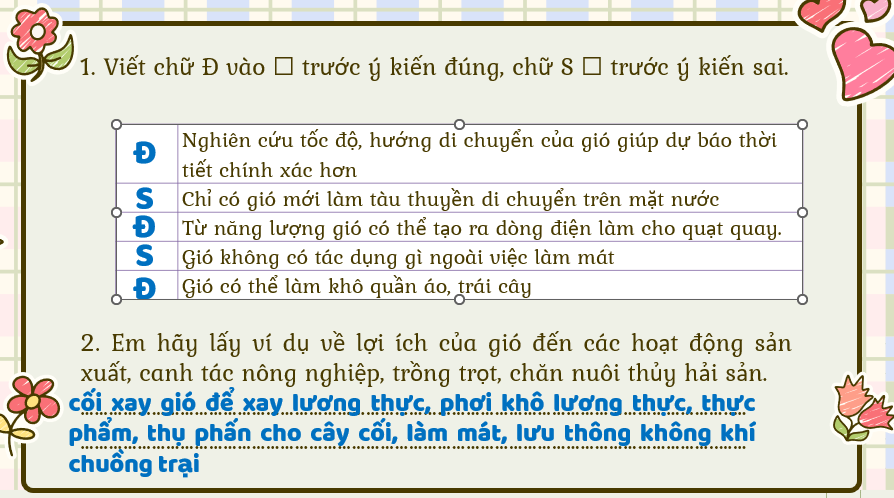 1. Viết chữ Đ vào □ trước ý kiến đúng, chữ S □ trước ý kiến sai.
Đ Nghiên cứu tốc độ, hướng di chuyển của gió giúp dự báo thời
tiết chính xác hơn
S Chỉ có gió mới làm tàu thuyền di chuyển trên mặt nước
Đ Từ năng lượng gió có thể tạo ra dòng điện làm cho quạt quay.
S Gió không có tác dụng gì ngoài việc làm mát
Đ Gió có thể làm khô quần áo, trái cây
2. Em hãy lấy ví dụ về lợi ích của gió đến các hoạt động sản
xuất, canh tác nông nghiệp, trồng trọt, chăn nuôi thủy hải sản.
cối xay gió để xay lương thực, phơi khô lương thực, thực
phẩm, thụ phấn cho cây cối, làm mát, lưu thông không khí
chuồng trại